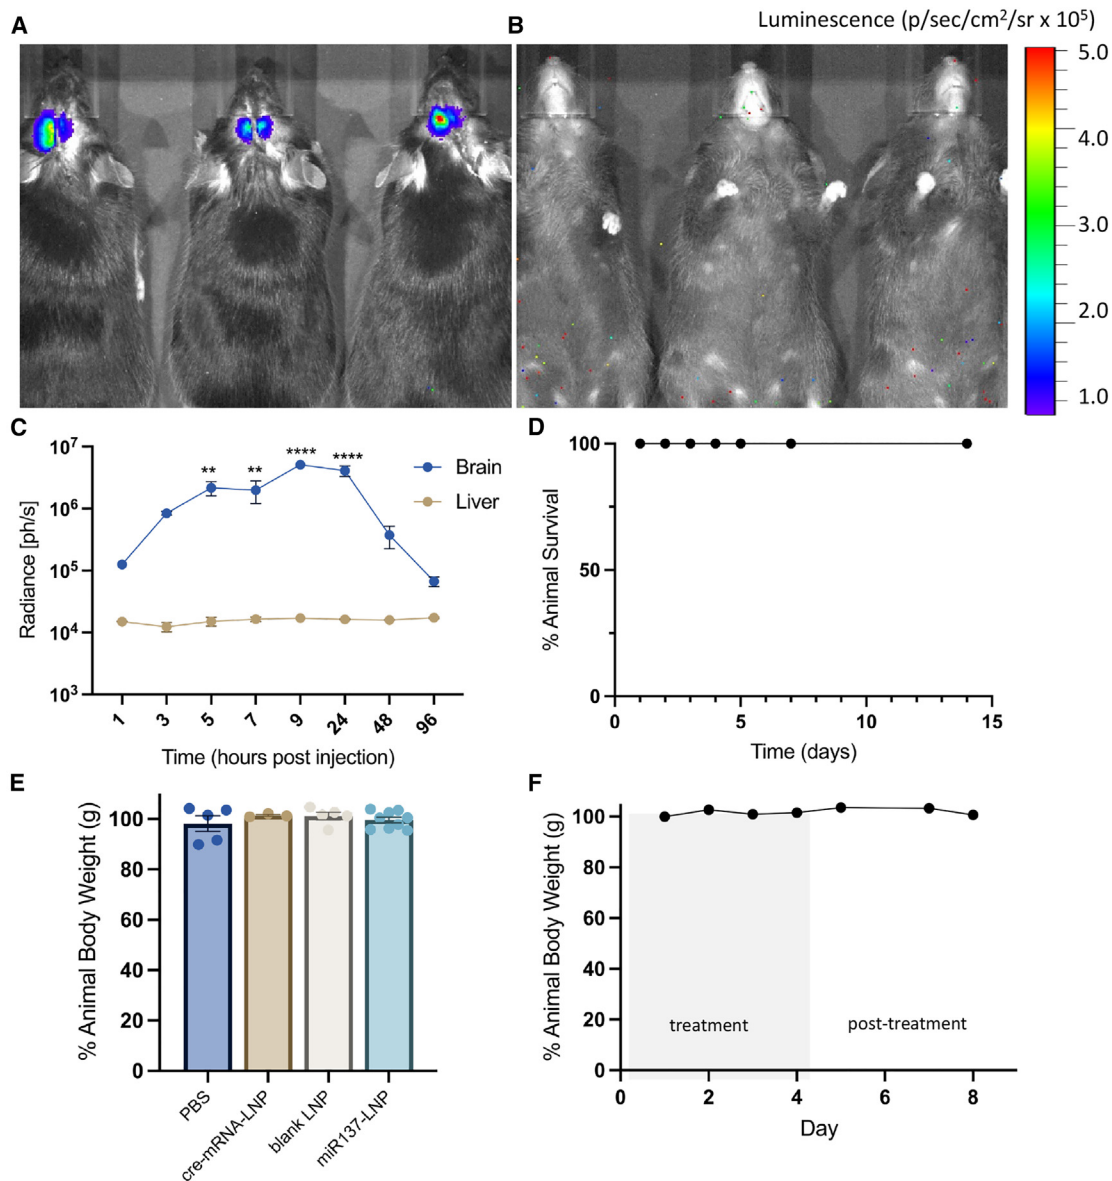 A
B
Luminescence (p/sec/cm²/sr x 10⁵)
5.0
4.0
3.0
2.0
1.0
C
10⁷
10⁶
10⁵
10⁴
10³
Radiance [ph/s]
**
**
****
****
Brain
Liver
1
3
5
7
9
24
48
96
Time (hours post injection)
D
100
50
0
% Animal Survival
0
5
10
15
Time (days)
E
100
80
60
40
20
0
% Animal Body Weight (g)
PBS
cre-mRNA-LNP
blank LNP
miR137-LNP
F
100
80
60
40
20
0
% Animal Body Weight (g)
treatment
post-treatment
0
2
4
6
8
Day